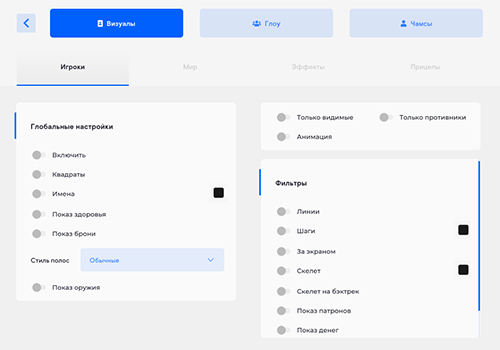 Визуалы
Глоу
Чамсы
Игроки
Мир
Эффекты
Прицелы
Глобальные настройки
Включить
Квадраты
Имена
Показ здоровья
Показ брони
Стиль полос
Обычные
Показ оружия
Только видимые
Только противники
Анимация
Фильтры
Линии
Шаги
За экраном
Скелет
Скелет на бэктрек
Показ патронов
Показ денег